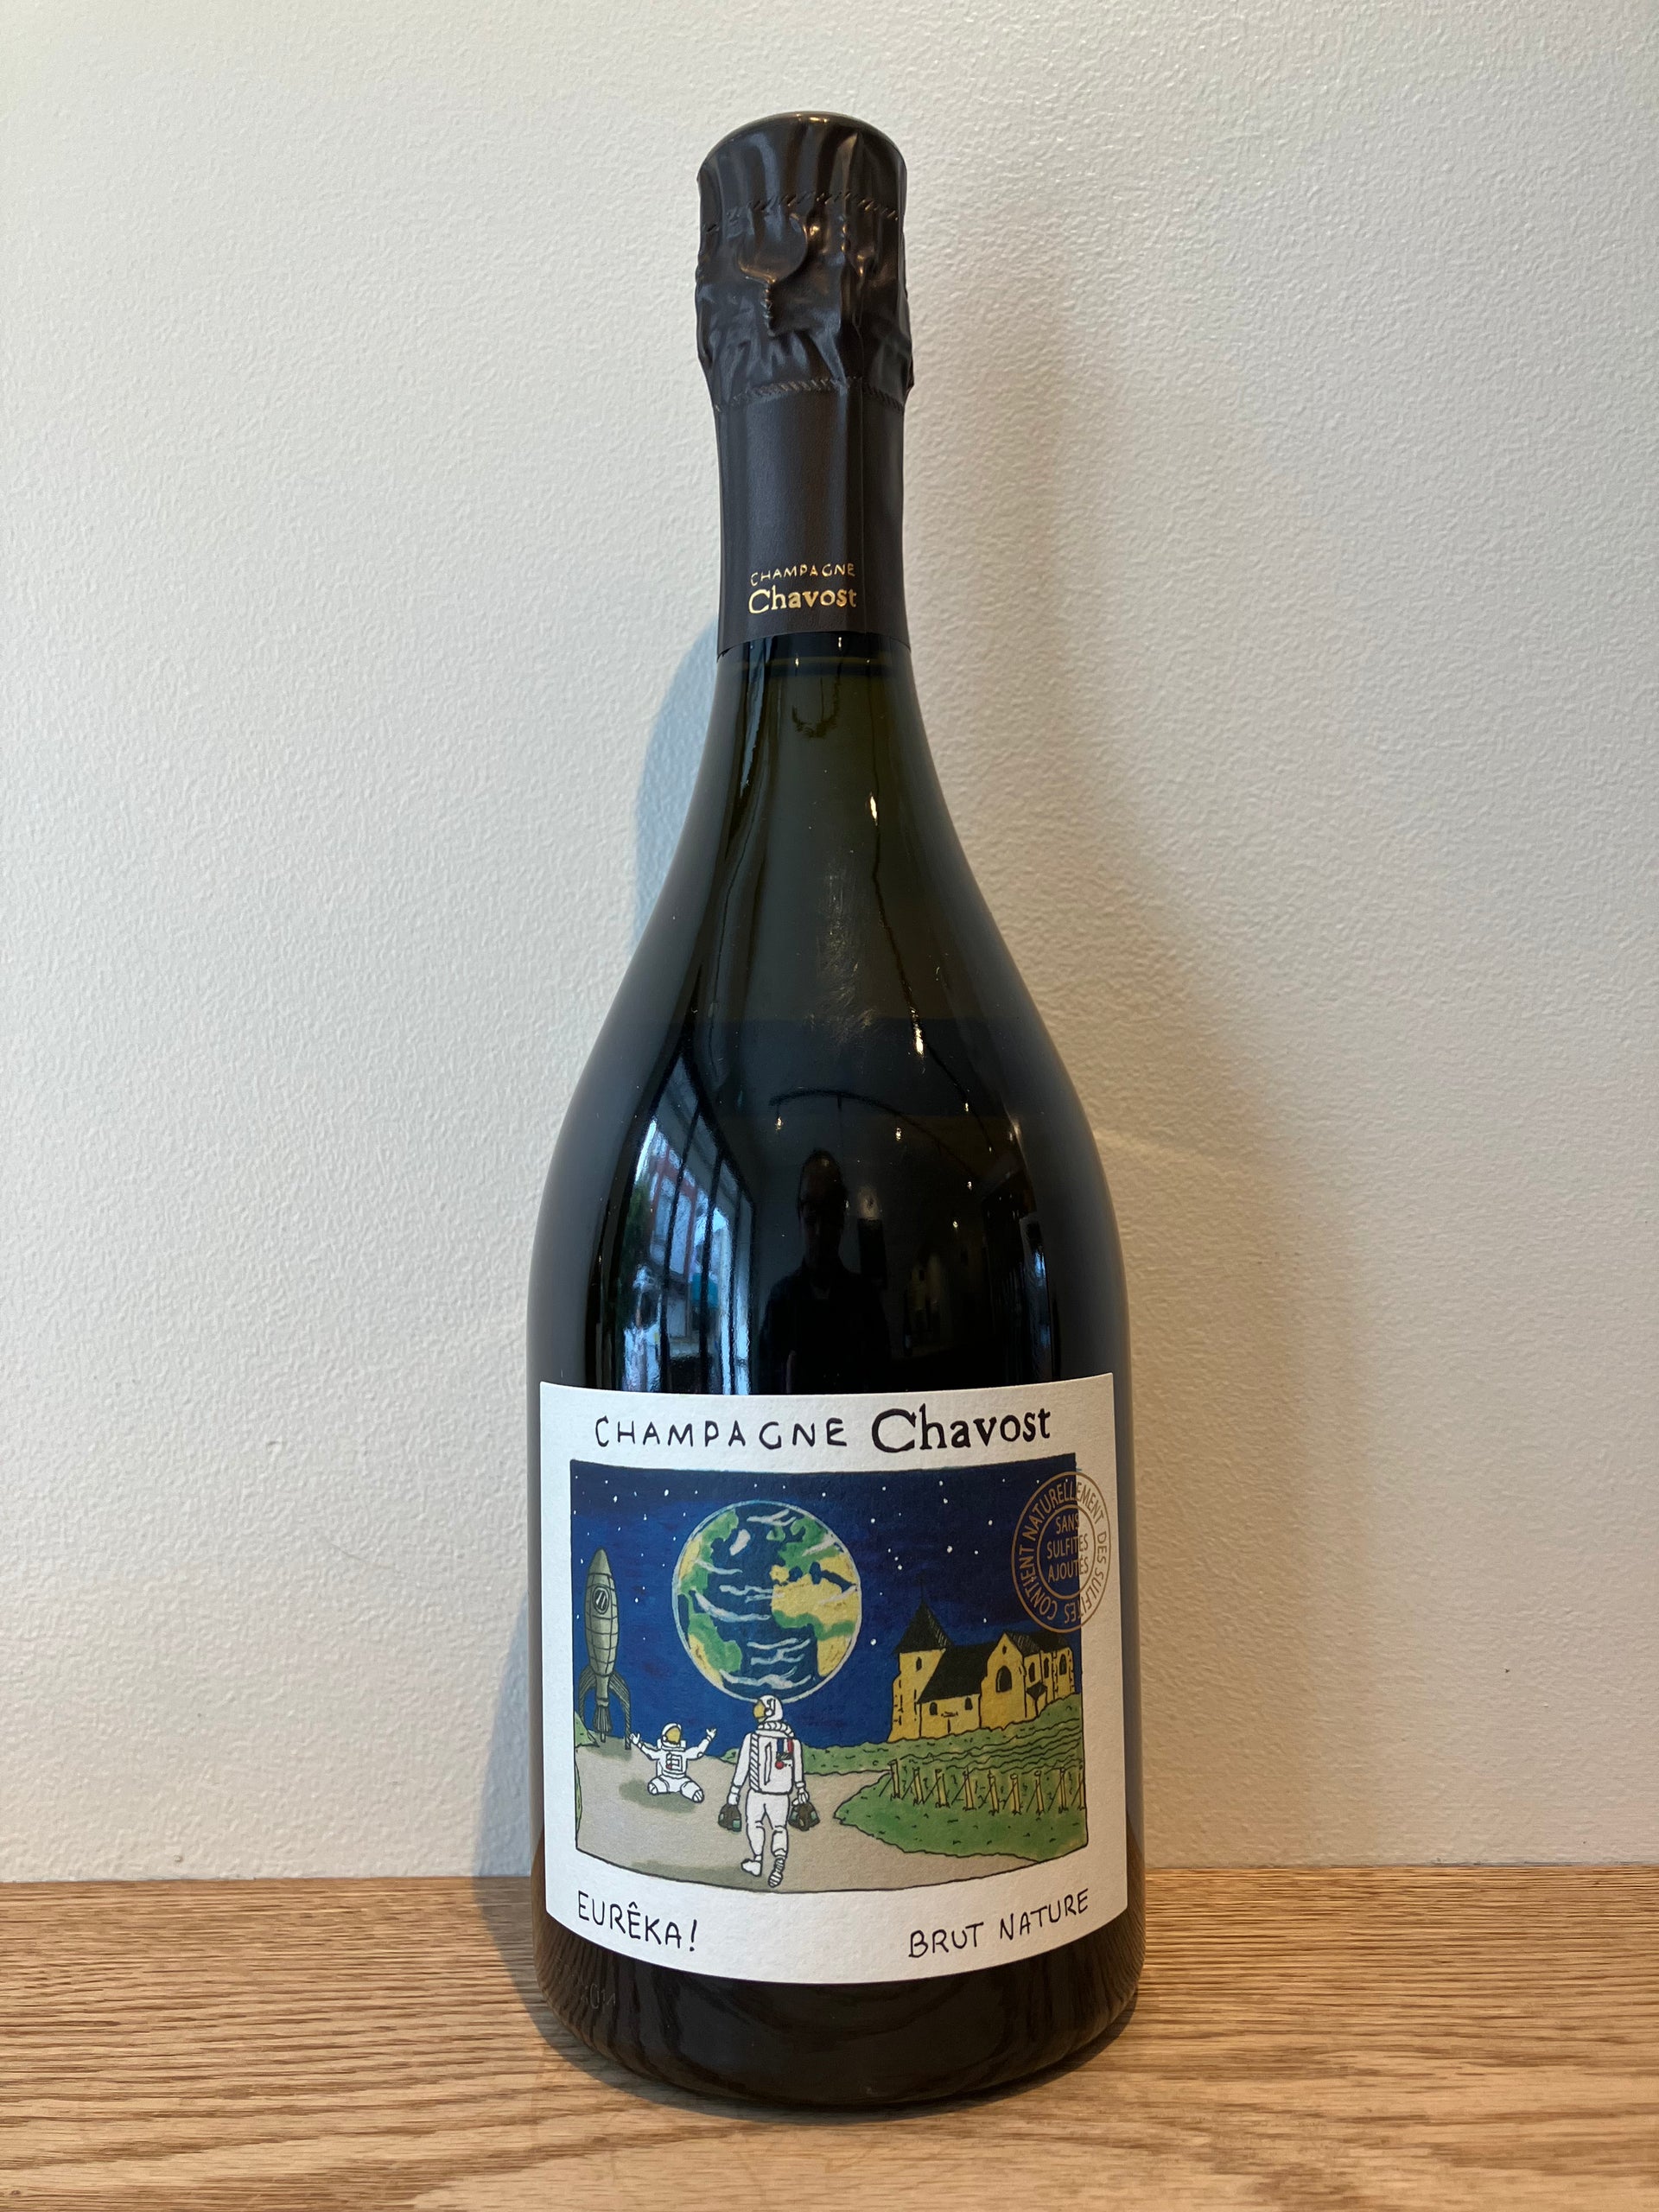 CHAMPAGNE
Chavost
CHAMPAGNE Chavost
CONTIENT NATURELLEMENT DES SULFITES
SANS
SULFITES
AJOUTÉS
EURÊKA!
BRUT NATURE